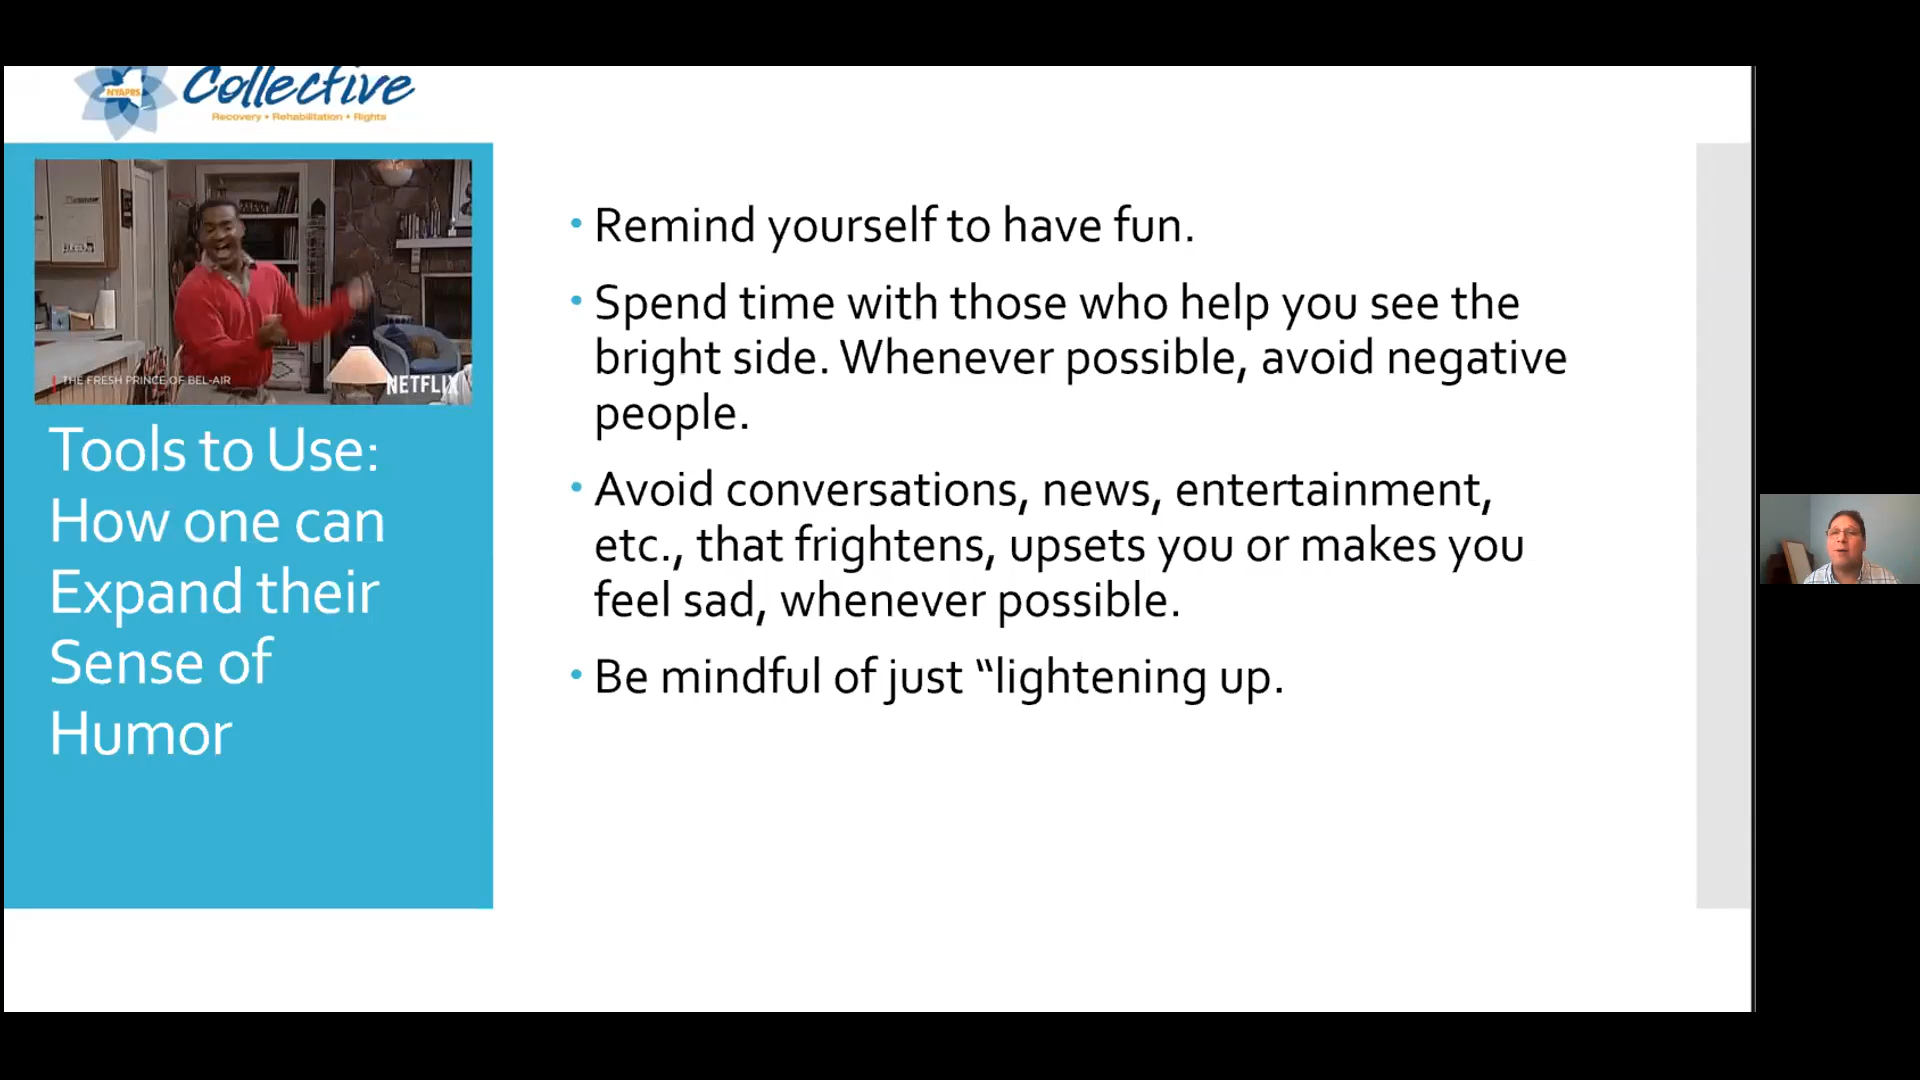 Collective
NYAPRS
Recovery • Rehabilitation • Rights
THE FRESH PRINCE OF BEL-AIR
NETFLIX
Tools to Use:
How one can
Expand their
Sense of
Humor
• Remind yourself to have fun.
• Spend time with those who help you see the
bright side. Whenever possible, avoid negative
people.
• Avoid conversations, news, entertainment,
etc., that frightens, upsets you or makes you
feel sad, whenever possible.
• Be mindful of just “lightening up.